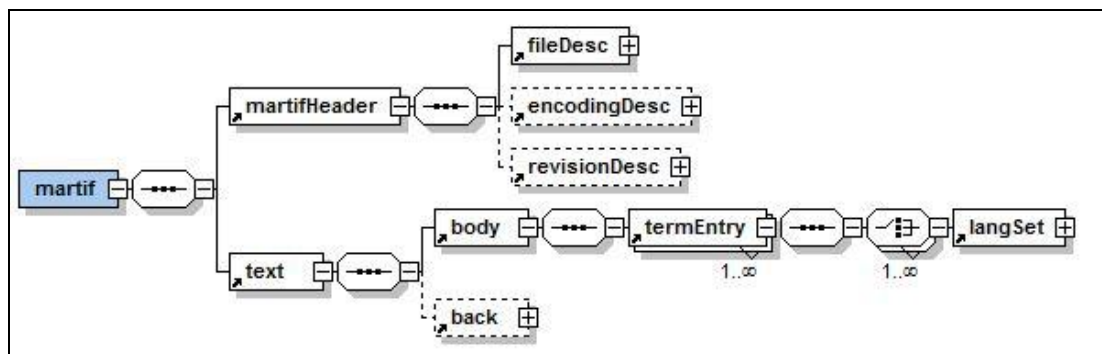 fileDesc
martifHeader
encodingDesc
revisionDesc
martif
body
termEntry
langSet
1..∞
1..∞
text
back